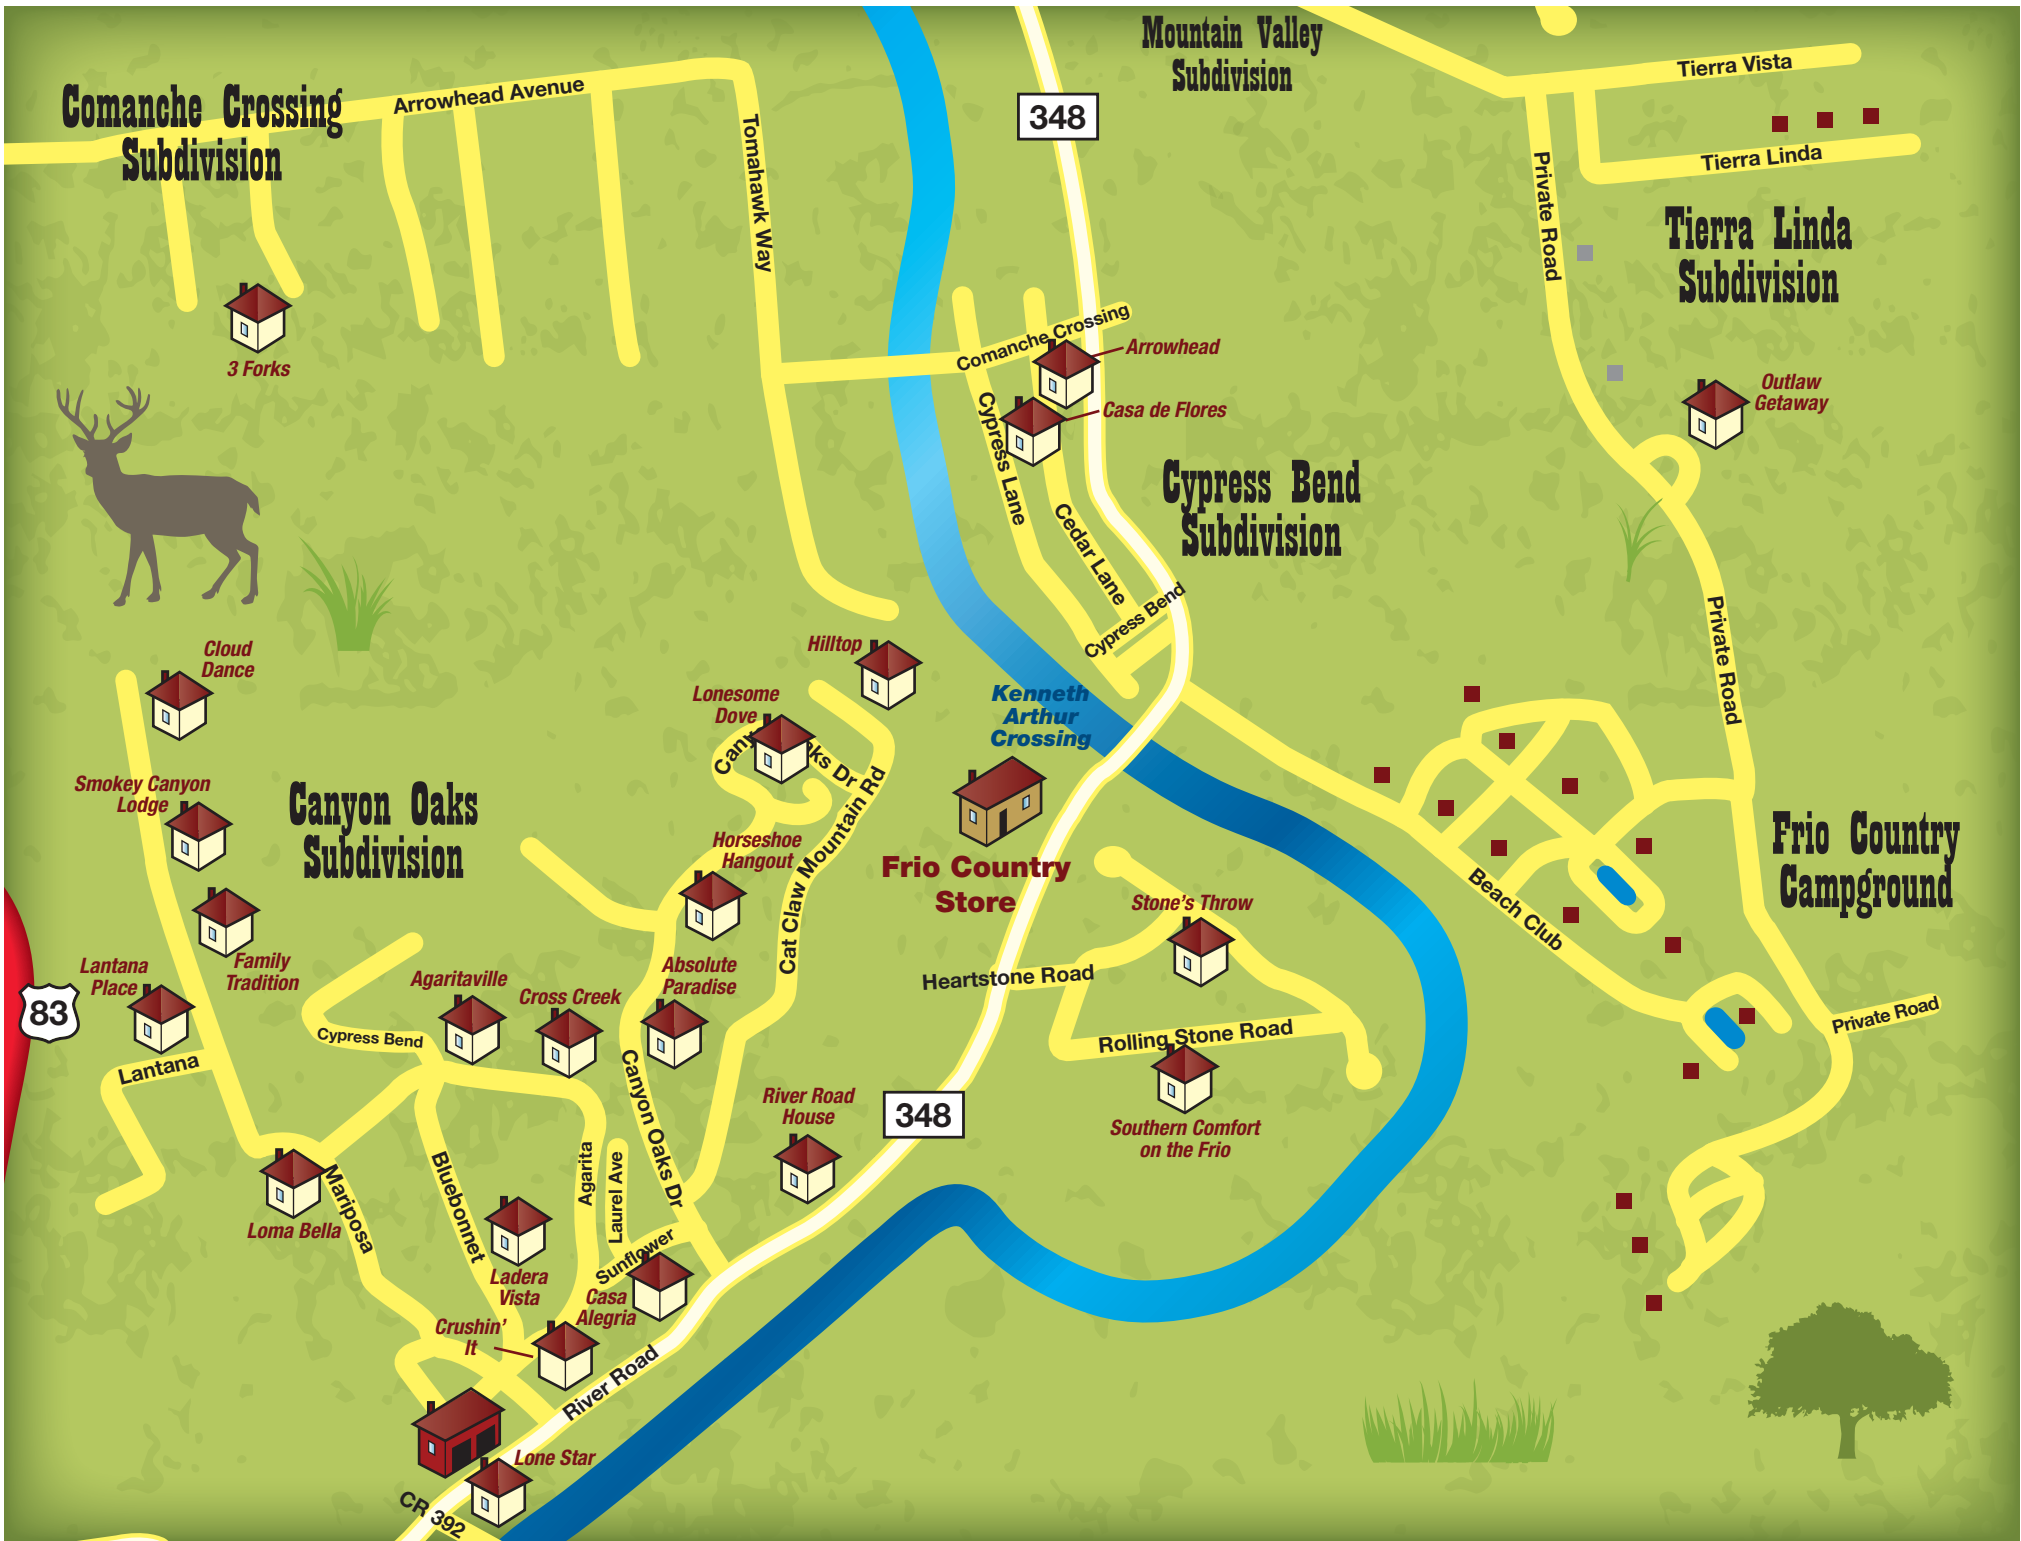 Mountain Valley
Subdivision
Comanche Crossing
Subdivision
Arrowhead Avenue
Tomahawk Way
348
Tierra Vista
Tierra Linda
Private Road
Tierra Linda
Subdivision
3 Forks
Comanche Crossing
Arrowhead
Casa de Flores
Outlaw
Getaway
Cypress Lane
Cedar Lane
Cypress Bend
Subdivision
Cypress Bend
Private Road
Cloud
Dance
Hilltop
Lonesome
Dove
Kenneth
Arthur
Crossing
Smokey Canyon
Lodge
Canyon Oaks
Subdivision
Canyon Oaks Dr
Cat Claw Mountain Rd
Horseshoe
Hangout
Frio Country
Store
Frio Country
Campground
Beach Club
Stone's Throw
Family
Tradition
Lantana
Place
83
Agaritaville
Cross Creek
Absolute
Paradise
Heartstone Road
Private Road
Cypress Bend
Lantana
Rolling Stone Road
Canyon Oaks Dr
River Road
House
348
Southern Comfort
on the Frio
Loma Bella
Mariposa
Bluebonnet
Agarita
Laurel Ave
Sunflower
Ladera
Vista
Casa
Alegria
Crushin'
It
River Road
Lone Star
CR 392